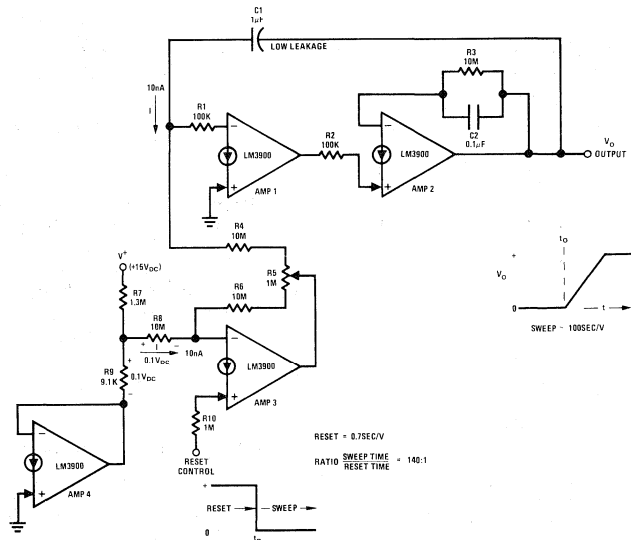 C1
1µF
LOW LEAKAGE
R3
10M
C2
0.1µF
10nA
I
R1
100K
–
LM3900
+
AMP 1
R2
100K
–
LM3900
+
AMP 2
VO
OUTPUT
R4
10M
R5
1M
R6
10M
V+
(+15VDC)
R7
1.3M
R8
10M
+ I –
0.1VDC
10nA
R9
9.1K
+
0.1VDC
–
–
LM3900
+
AMP 3
R10
1M
RESET
CONTROL
–
LM3900
+
AMP 4
tO
+
VO
0
t
SWEEP ~ 100SEC/V
RESET = 0.7SEC/V
RATIO SWEEP TIME
RESET TIME = 140:1
+
RESET SWEEP
0
tO